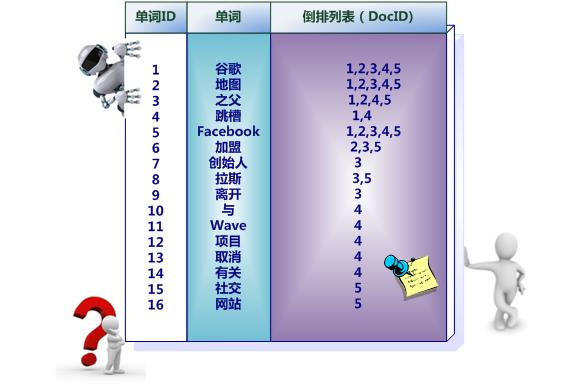 单词ID 单词 倒排列表（DocID）
1 谷歌 1,2,3,4,5
2 地图 1,2,3,4,5
3 之父 1,2,4,5
4 跳槽 1,4
5 Facebook 1,2,3,4,5
6 加盟 2,3,5
7 创始人 3
8 拉斯 3,5
9 离开 3
10 与 4
11 Wave 4
12 项目 4
13 取消 4
14 有关 4
15 社交 5
16 网站 5